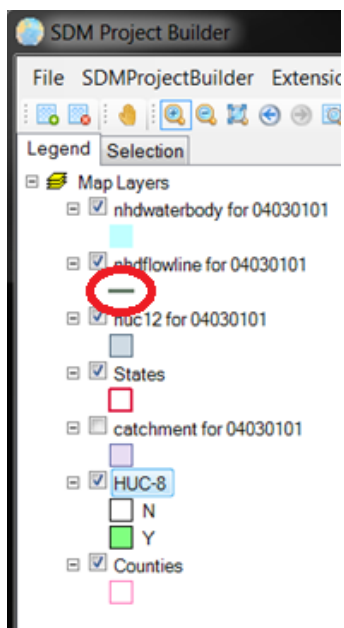 SDM Project Builder
File SDMProjectBuilder
Legend Selection
Map Layers
nhdwaterbody for 04030101
nhdflowline for 04030101
huc12 for 04030101
States
catchment for 04030101
HUC-8
N
Y
Counties